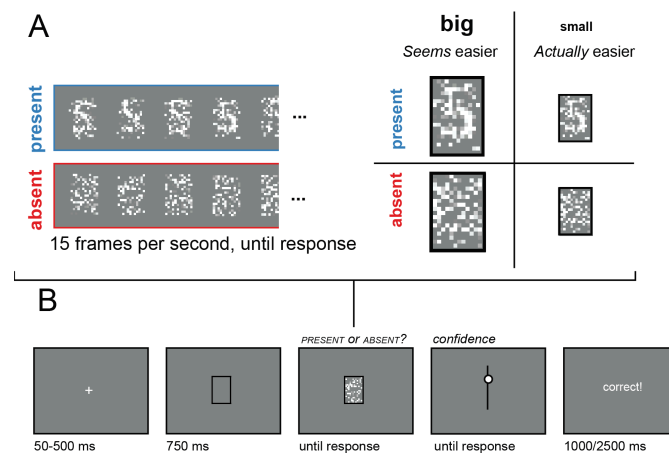 A
big
small
Seems easier
Actually easier
present
present
absent
absent
...
...
15 frames per second, until response
B
PRESENT or ABSENT?
confidence
+
correct!
50-500 ms
750 ms
until response
until response
1000/2500 ms